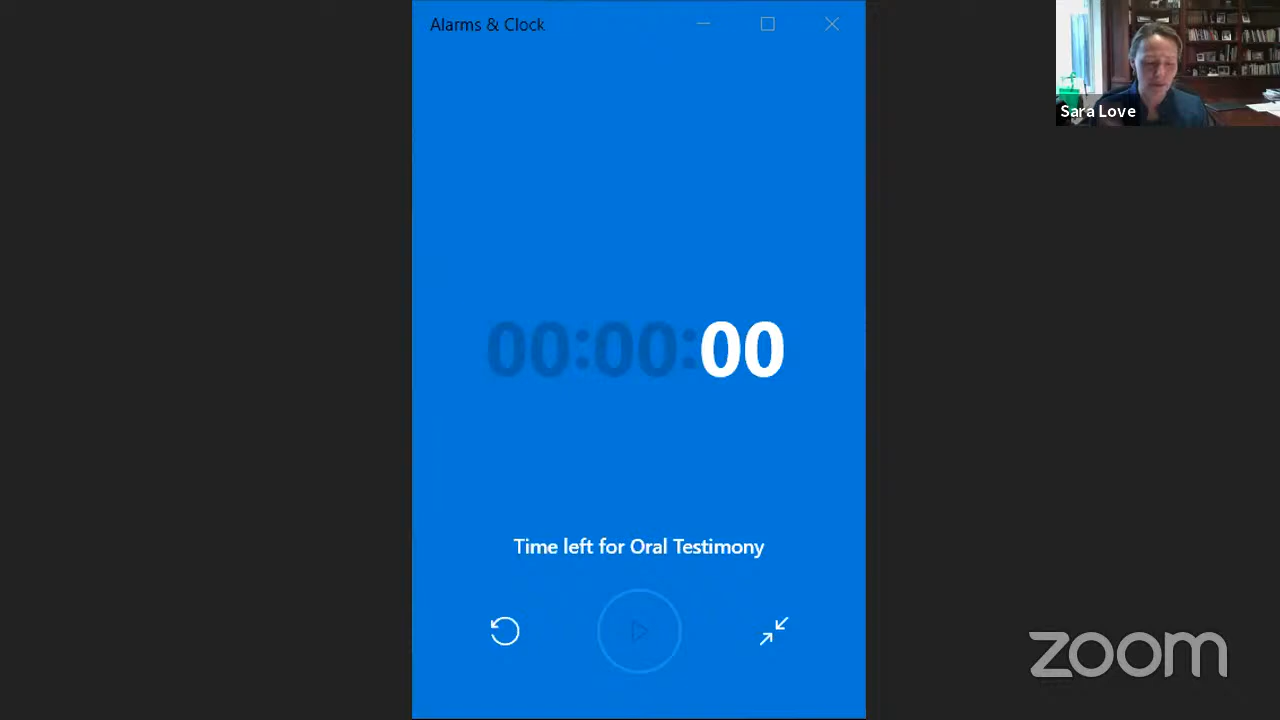 Alarms & Clock
Sara Love
00:00:00
Time left for Oral Testimony
zoom